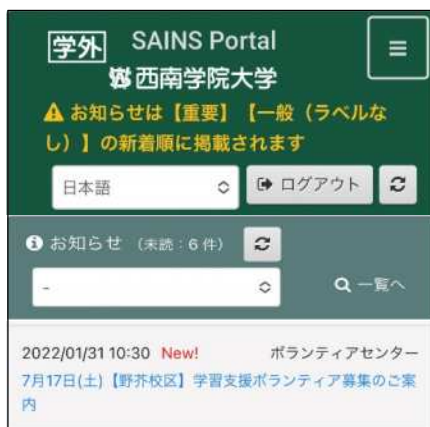 学外 SAINS Portal
西南学院大学
お知らせは【重要】【一般（ラベルな
し）】の新着順に掲載されます
日本語 ログアウト
お知らせ（未読：6件）
- 一覧へ
2022/01/31 10:30 New! ボランティアセンター
7月17日(土)【野芥校区】学習支援ボランティア募集のご案
内